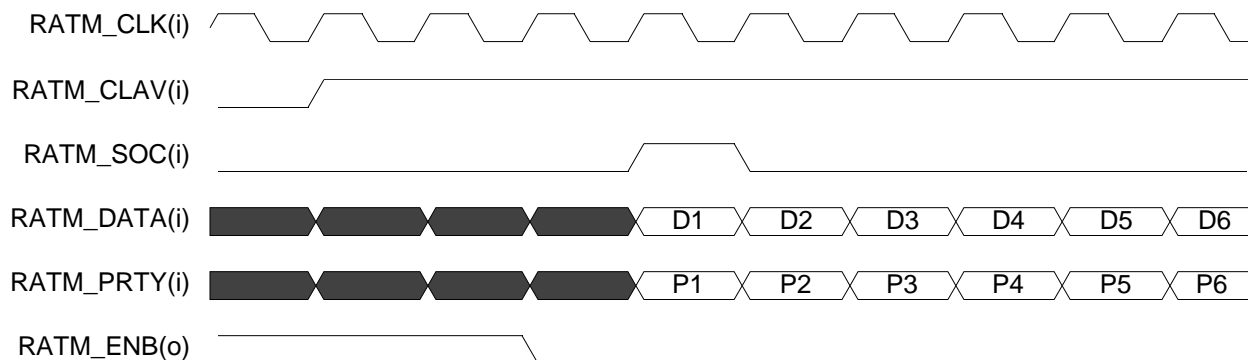 RATM_CLK(i)
RATM_CLAV(i)
RATM_SOC(i)
RATM_DATA(i) D1 D2 D3 D4 D5 D6
RATM_PRTY(i) P1 P2 P3 P4 P5 P6
RATM_ENB(o)